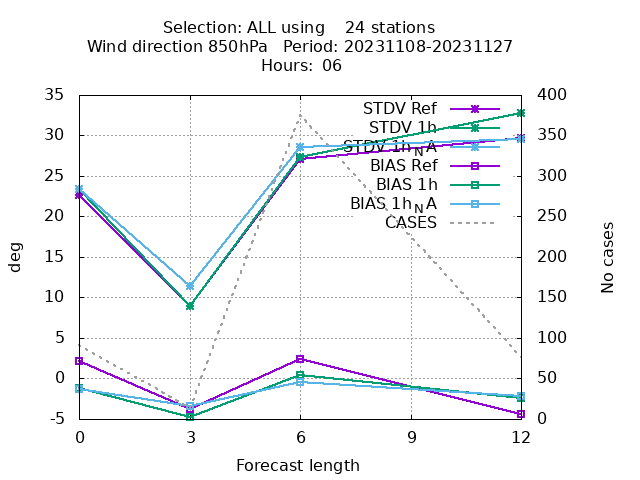 Selection: ALL using    24 stations
Wind direction 850hPa   Period: 20231108-20231127
Hours: 06
35
30
25
20
15
10
5
0
-5
400
350
300
250
200
150
100
50
0
STDV Ref
STDV 1h
STDV 1h_NA
BIAS Ref
BIAS 1h
BIAS 1h_NA
CASES
deg
No cases
0 3 6 9 12
Forecast length